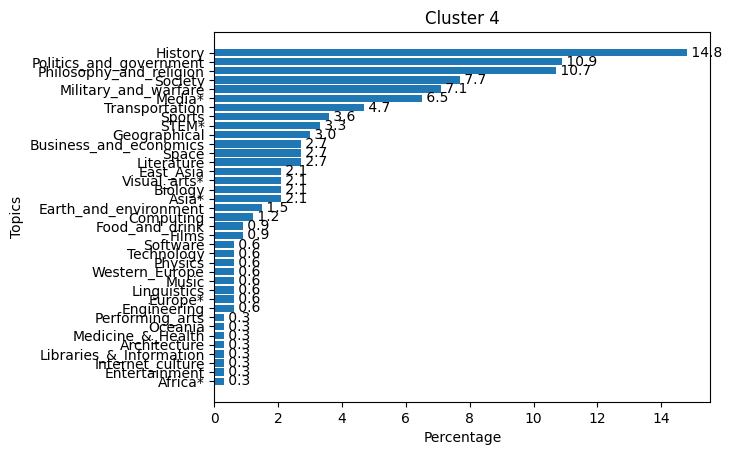 Cluster 4
Topics
History 14.8
Politics_and_government 10.9
Philosophy_and_religion 10.7
Society 7.7
Military_and_warfare 7.1
Media* 6.5
Transportation 4.7
Sports 3.6
STEM* 3.3
Geographical 3.0
Business_and_economics 2.7
Space 2.7
Literature 2.7
East_Asia 2.1
Visual_arts* 2.1
Biology 2.1
Asia* 2.1
Earth_and_environment 1.5
Computing 1.2
Food_and_drink 0.9
Films 0.9
Software 0.6
Technology 0.6
Physics 0.6
Western_Europe 0.6
Music 0.6
Linguistics 0.6
Europe* 0.6
Engineering 0.6
Performing_arts 0.3
Oceania 0.3
Medicine_&_Health 0.3
Architecture 0.3
Libraries_&_Information 0.3
Internet_culture 0.3
Entertainment 0.3
Africa* 0.3
0 2 4 6 8 10 12 14
Percentage